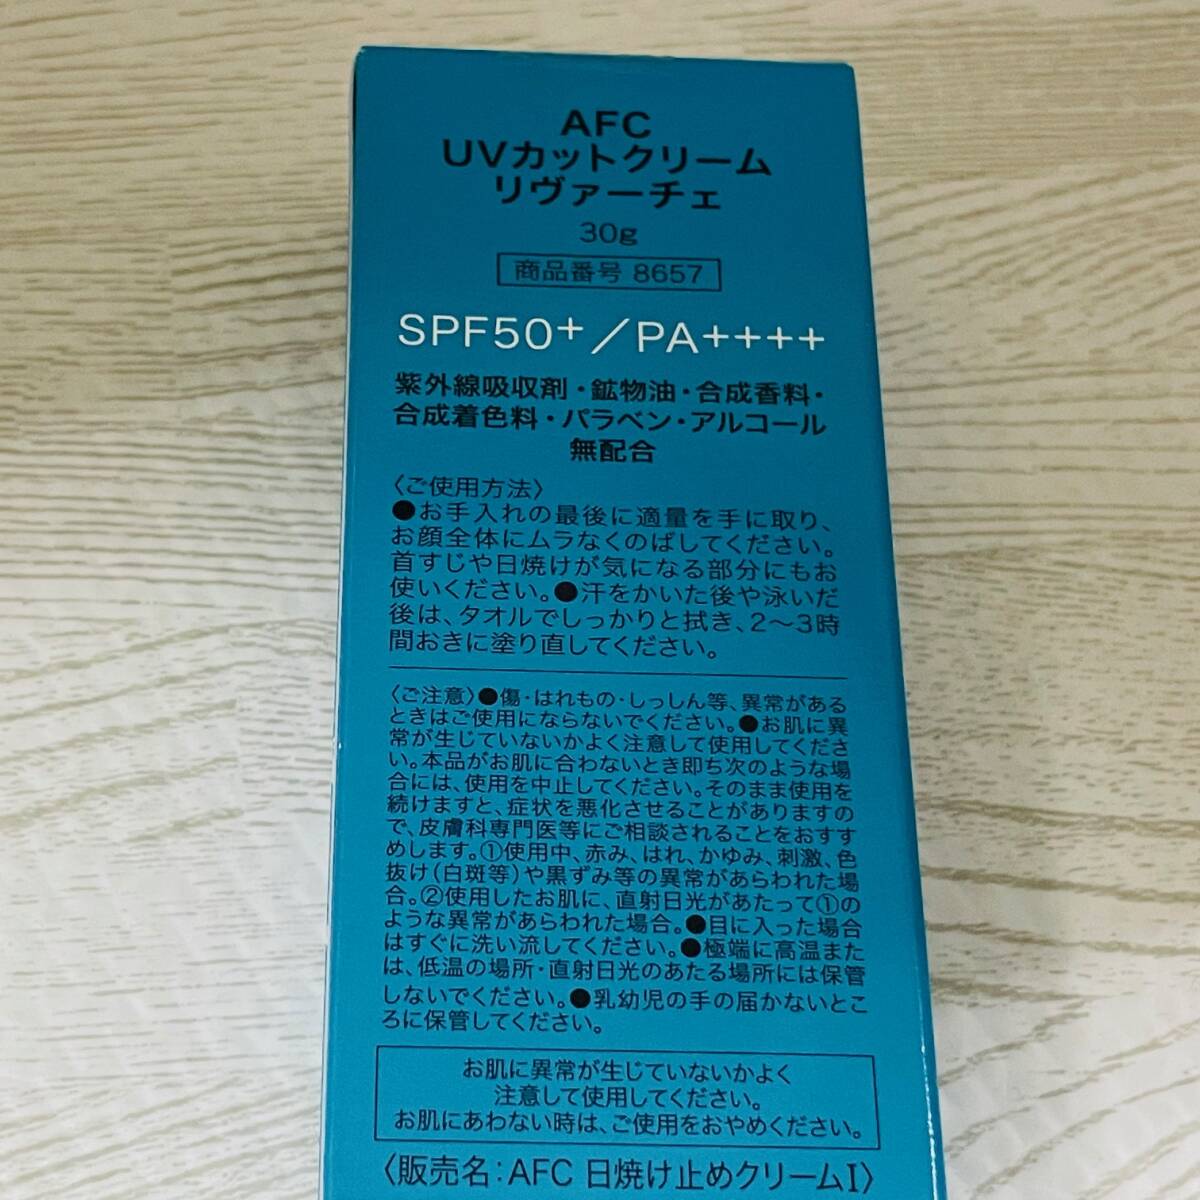 AFC
UVカットクリーム
リヴァーチェ
30g
商品番号 8657
SPF50+／PA++++
紫外線吸収剤・鉱物油・合成香料・
合成着色料・パラベン・アルコール
無配合
〈ご使用方法〉
●お手入れの最後に適量を手に取り、
お顔全体にムラなくのばしてください。
首すじや日焼けが気になる部分にもお
使いください。●汗をかいた後や泳いだ
後は、タオルでしっかりと拭き、2〜3時
間おきに塗り直してください。
〈ご注意〉●傷・はれもの・しっしん等、異常がある
ときはご使用にならないでください。●お肌に異
常が生じていないかよく注意して使用してくださ
い。本品がお肌に合わないとき即ち次のような場
合には、使用を中止してください。そのまま使用を
続けますと、症状を悪化させることがありますの
で、皮膚科専門医等にご相談されることをおすす
めします。①使用中、赤み、はれ、かゆみ、刺激、色
抜け（白斑等）や黒ずみ等の異常があらわれた場
合。②使用したお肌に、直射日光があたって①の
ような異常があらわれた場合。●目に入った場合
はすぐに洗い流してください。●極端に高温また
は、低温の場所・直射日光のあたる場所には保管
しないでください。●乳幼児の手の届かないとこ
ろに保管してください。
お肌に異常が生じていないかよく
注意して使用してください。
お肌にあわない時は、ご使用をおやめください。
〈販売名：AFC 日焼け止めクリームI〉